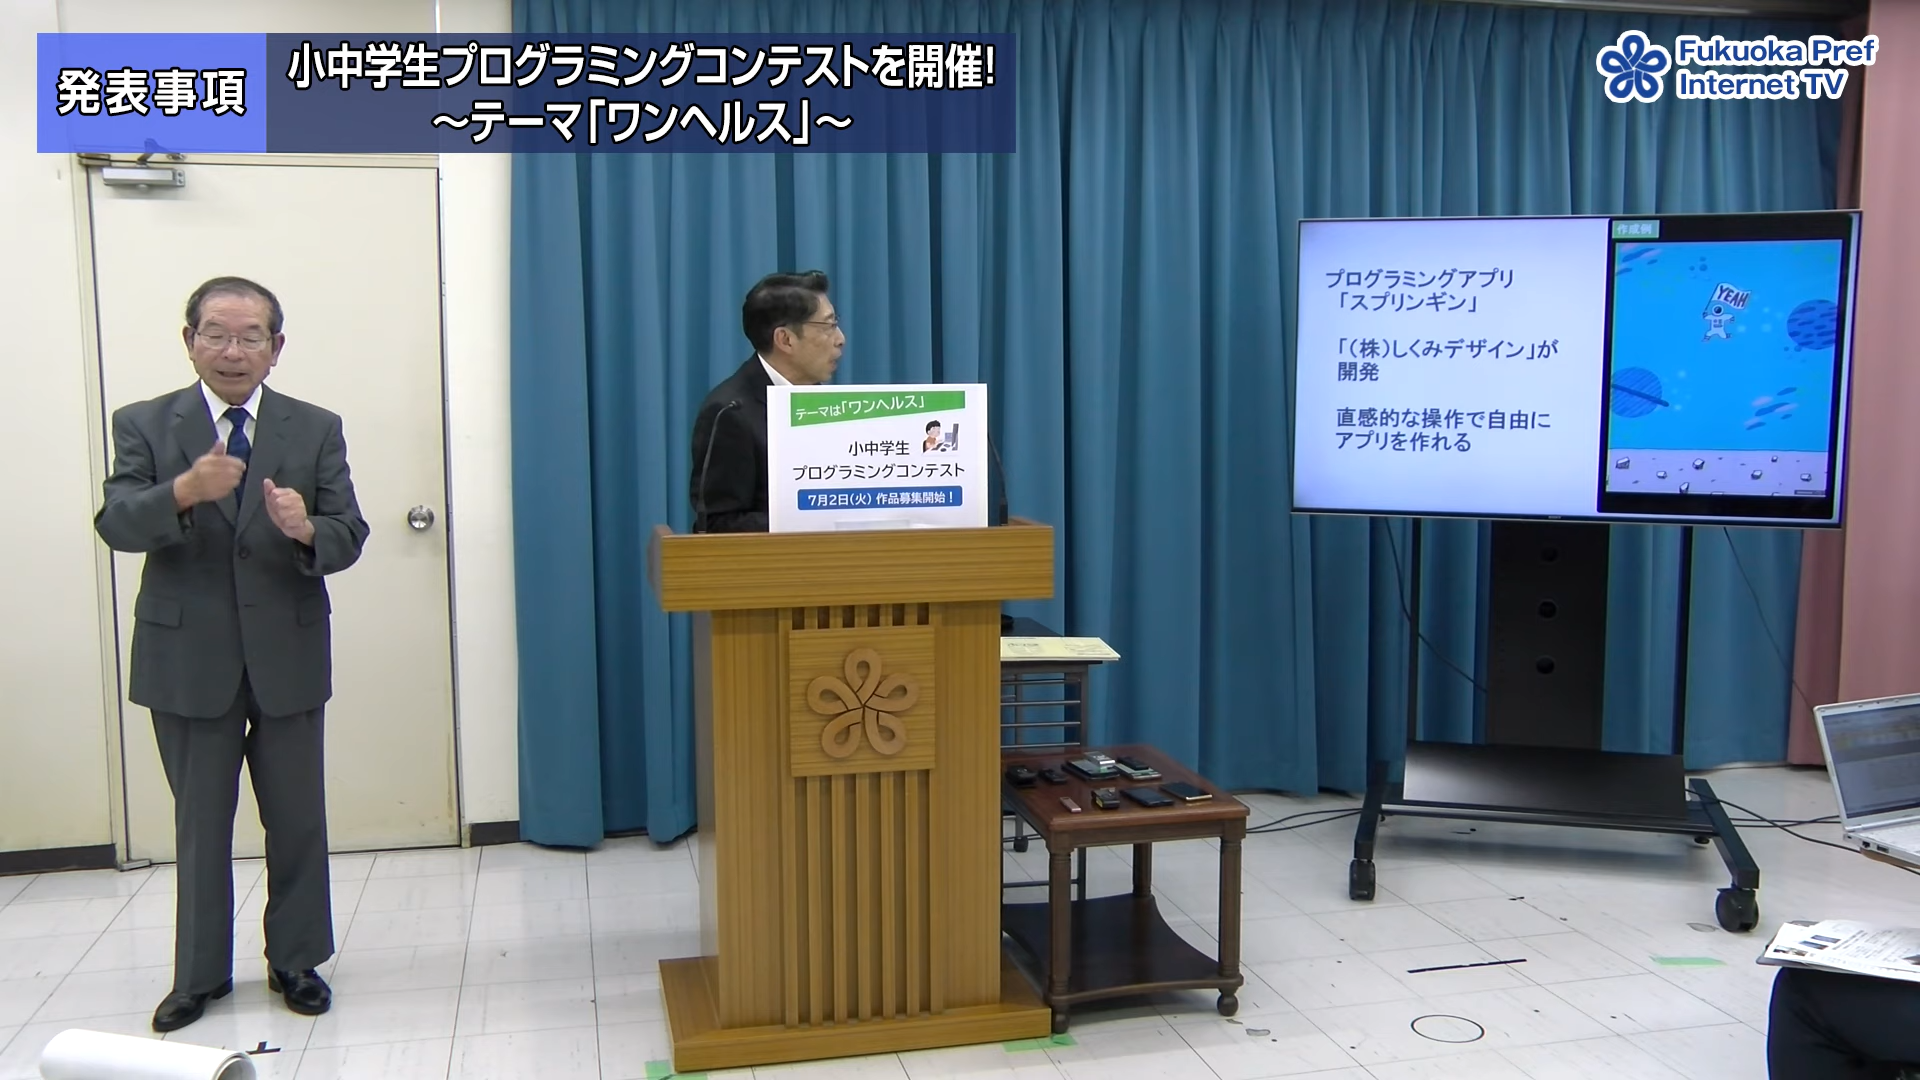 発表事項
小中学生プログラミングコンテストを開催!
～テーマ「ワンヘルス」～
Fukuoka Pref
Internet TV
テーマは「ワンヘルス」
小中学生
プログラミングコンテスト
7月2日(火) 作品募集開始!
プログラミングアプリ
「スプリンギン」
「(株)しくみデザイン」が
開発
直感的な操作で自由に
アプリを作れる
作成例
YEAH